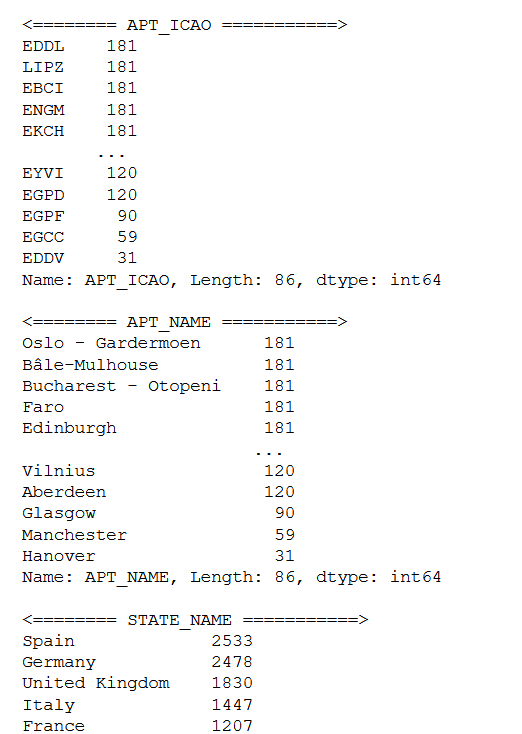 <======== APT_ICAO ===========>
EDDL    181
LIPZ    181
EBCI    181
ENGM    181
EKCH    181
       ...
EYVI    120
EGPD    120
EGPF     90
EGCC     59
EDDV     31
Name: APT_ICAO, Length: 86, dtype: int64

<======== APT_NAME ===========>
Oslo - Gardermoen      181
Bâle-Mulhouse          181
Bucharest - Otopeni    181
Faro                   181
Edinburgh              181
                      ...
Vilnius                120
Aberdeen               120
Glasgow                 90
Manchester              59
Hanover                 31
Name: APT_NAME, Length: 86, dtype: int64

<======== STATE_NAME ===========>
Spain             2533
Germany           2478
United Kingdom    1830
Italy             1447
France            1207